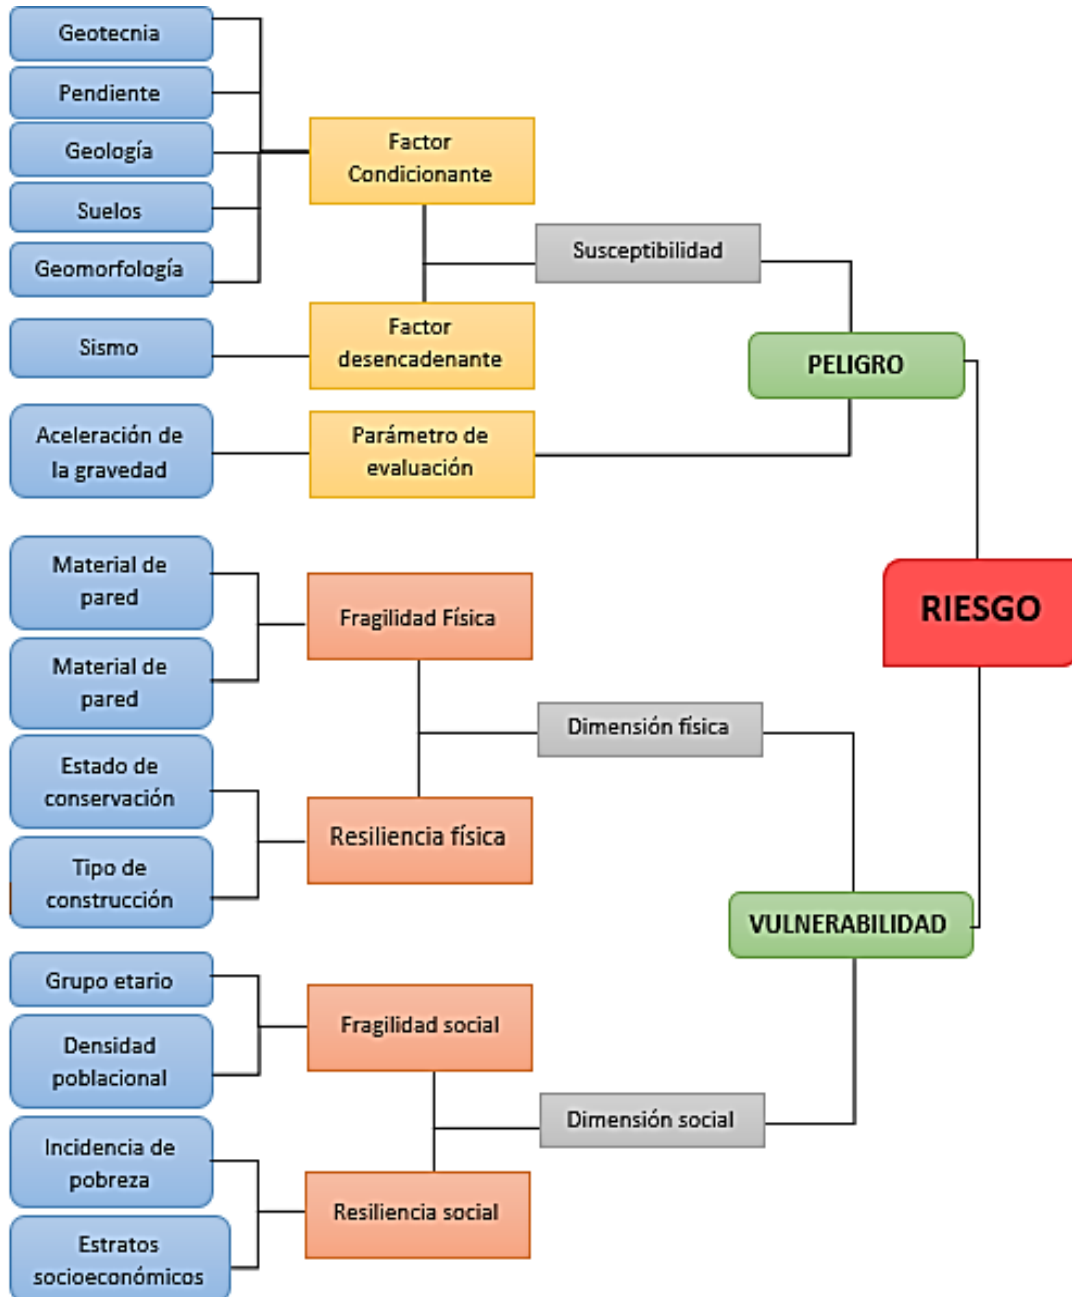 Geotecnia
Pendiente
Geología
Suelos
Geomorfología
Sismo
Aceleración de
la gravedad
Factor
Condicionante
Factor
desencadenante
Parámetro de
evaluación
Susceptibilidad
PELIGRO
RIESGO
Material de
pared
Material de
pared
Estado de
conservación
Tipo de
construcción
Fragilidad Física
Resiliencia física
Dimensión física
VULNERABILIDAD
Grupo etario
Densidad
poblacional
Incidencia de
pobreza
Estratos
socioeconómicos
Fragilidad social
Resiliencia social
Dimensión social